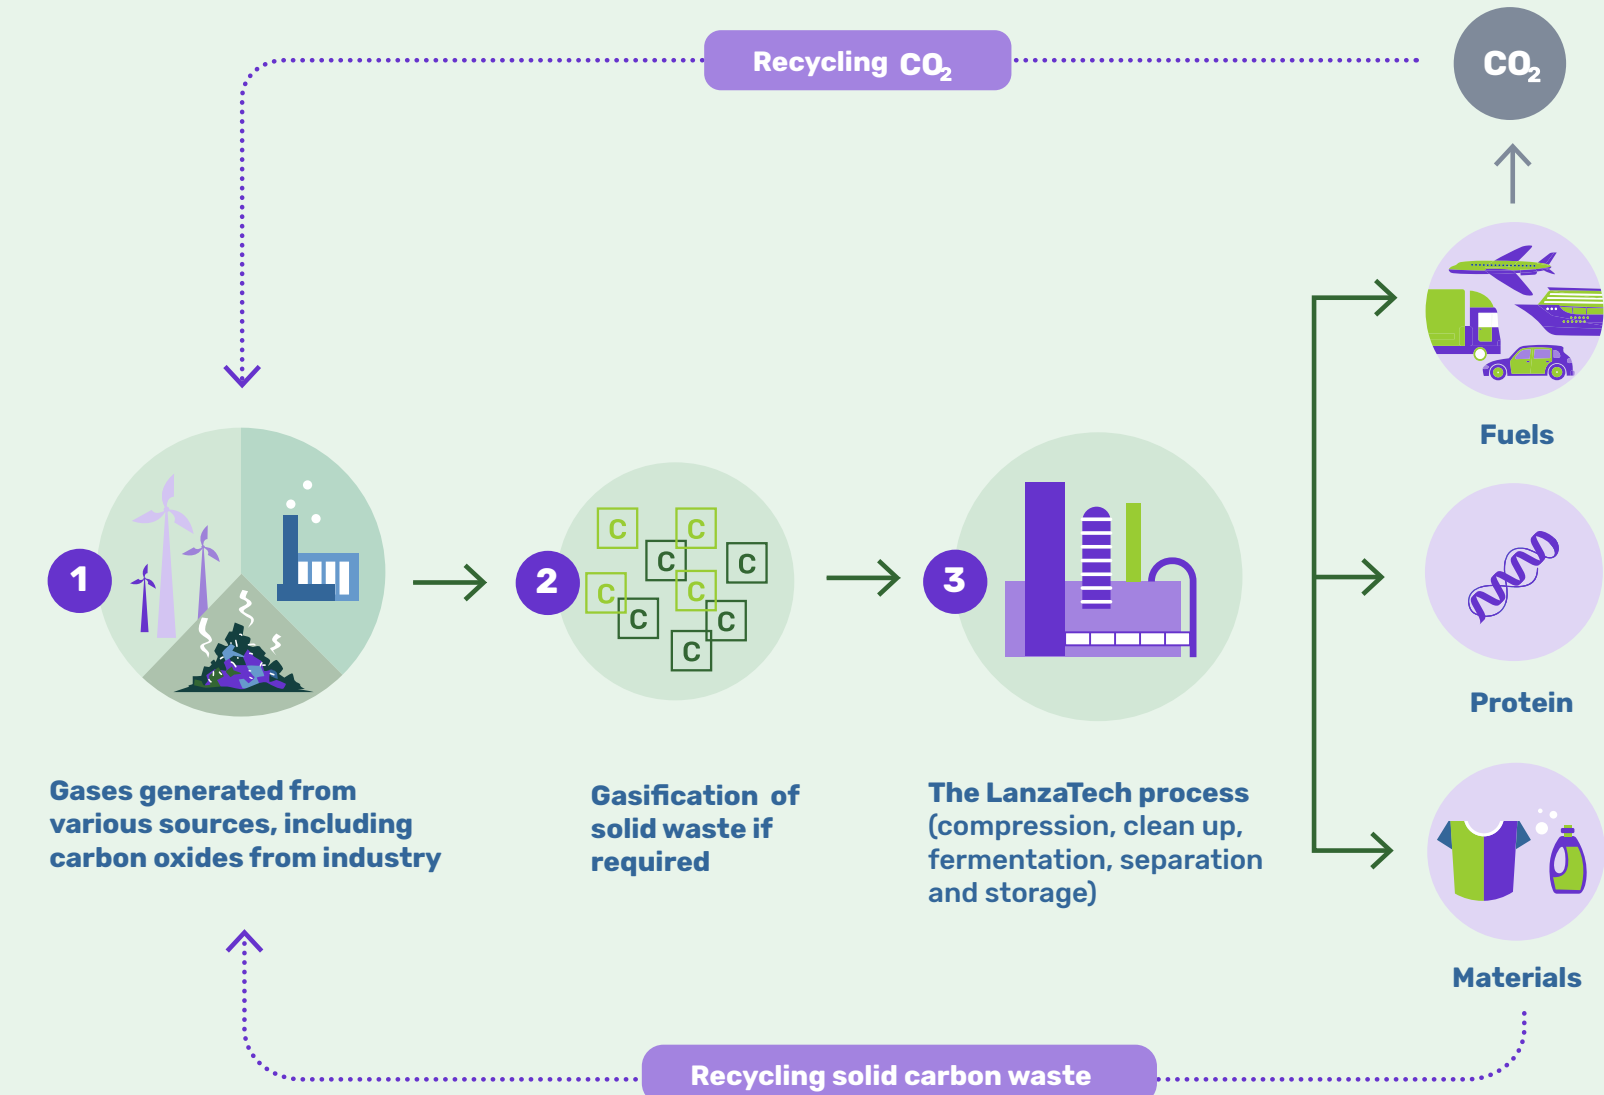 Recycling CO2
CO2
1
2
3
C
C
C
C
C
C
C
C
C
Fuels
Protein
Materials
Gases generated from
various sources, including
carbon oxides from industry
Gasification of
solid waste if
required
The LanzaTech process
(compression, clean up,
fermentation, separation
and storage)
Recycling solid carbon waste